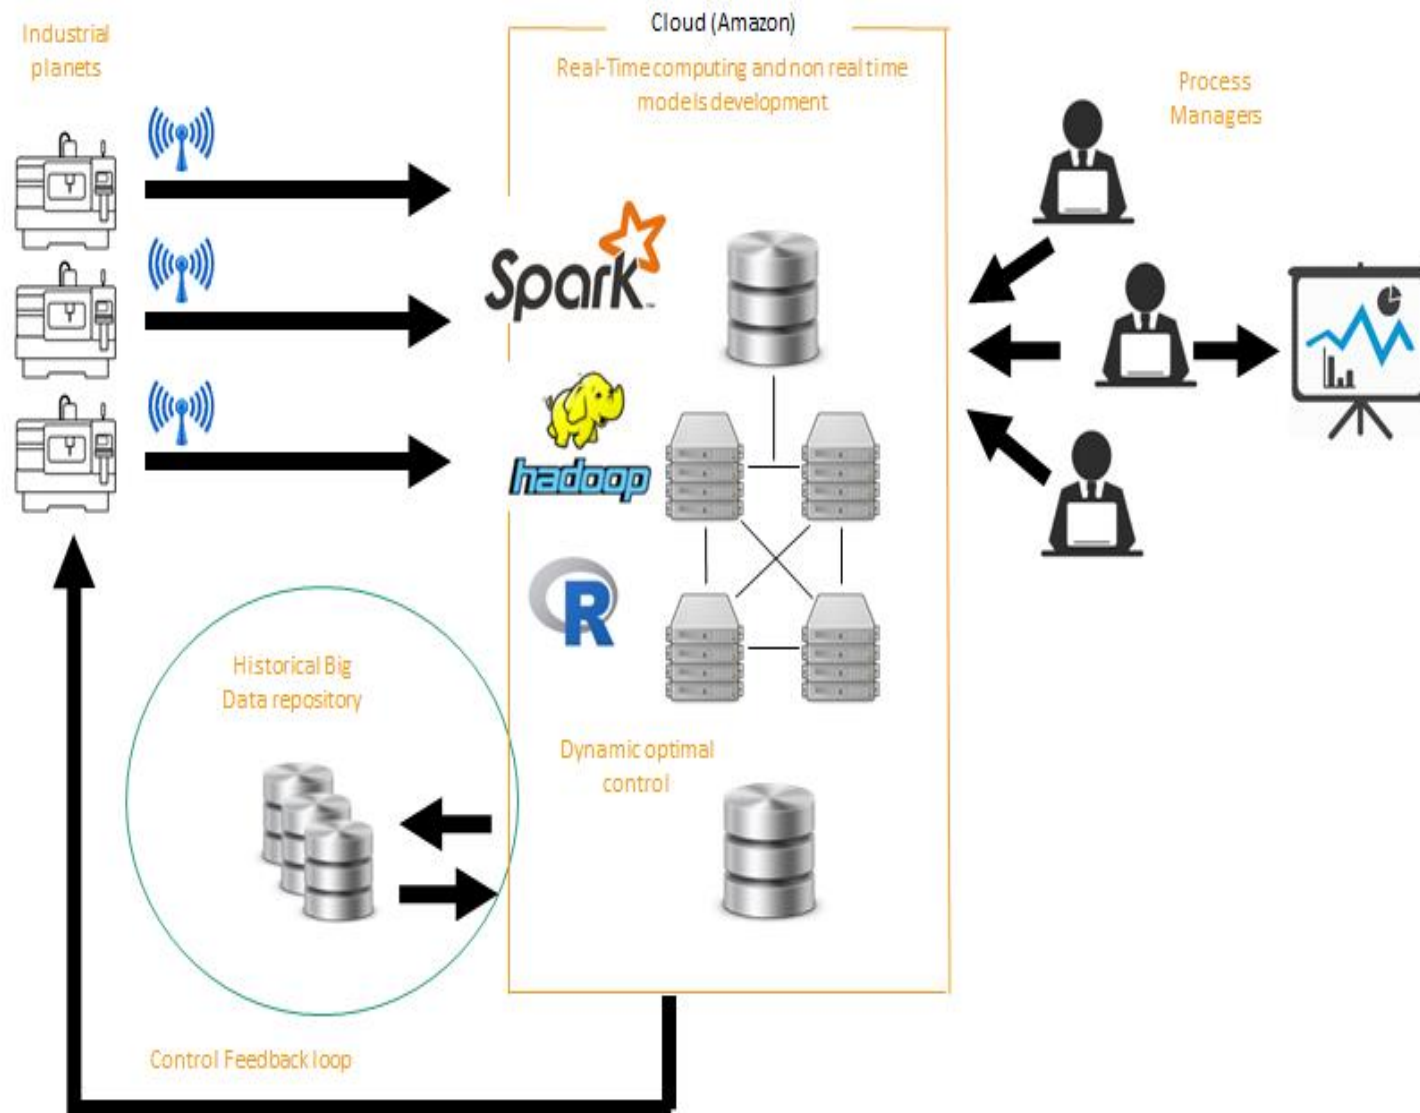 Industrial
planets
Cloud (Amazon)
Real-Time computing and non real time
models development
Process
Managers
Spark™
hadoop
R
Historical Big
Data repository
Dynamic optimal
control
Control Feedback loop